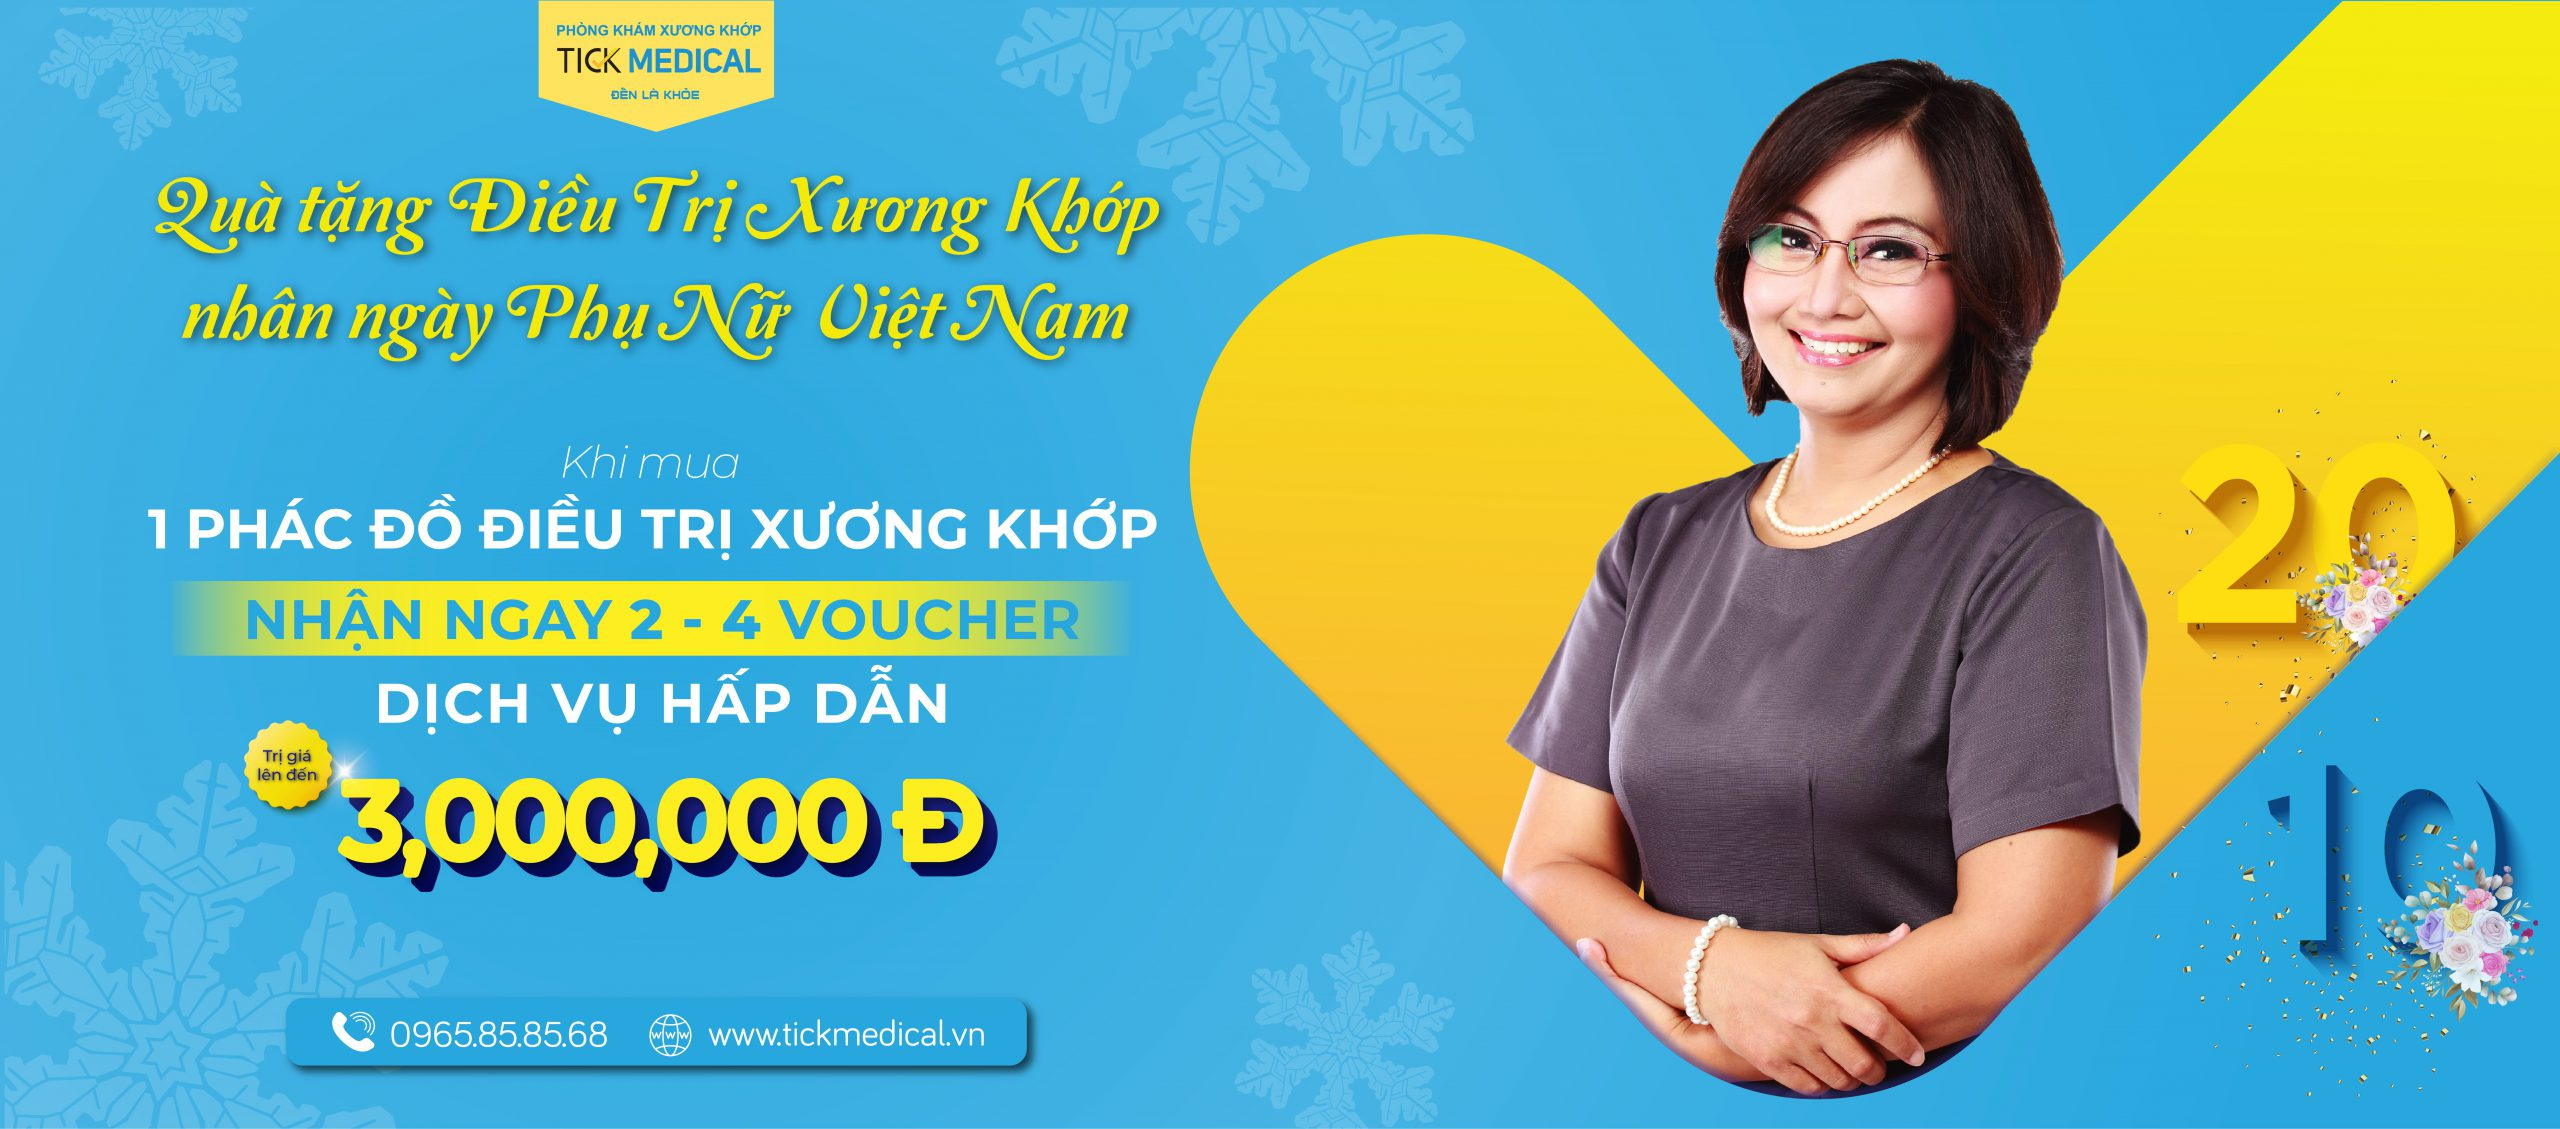 PHÒNG KHÁM XƯƠNG KHỚP
TICK MEDICAL
ĐỀN LÀ KHỎE
Quà tặng Điều Trị Xương Khớp
nhân ngày Phụ Nữ Việt Nam
Khi mua
1 PHÁC ĐỒ ĐIỀU TRỊ XƯƠNG KHỚP
NHẬN NGAY 2 - 4 VOUCHER
DỊCH VỤ HẤP DẪN
Trị giá
lên đến
3,000,000 Đ
0965.85.85.68 www.tickmedical.vn
20
10